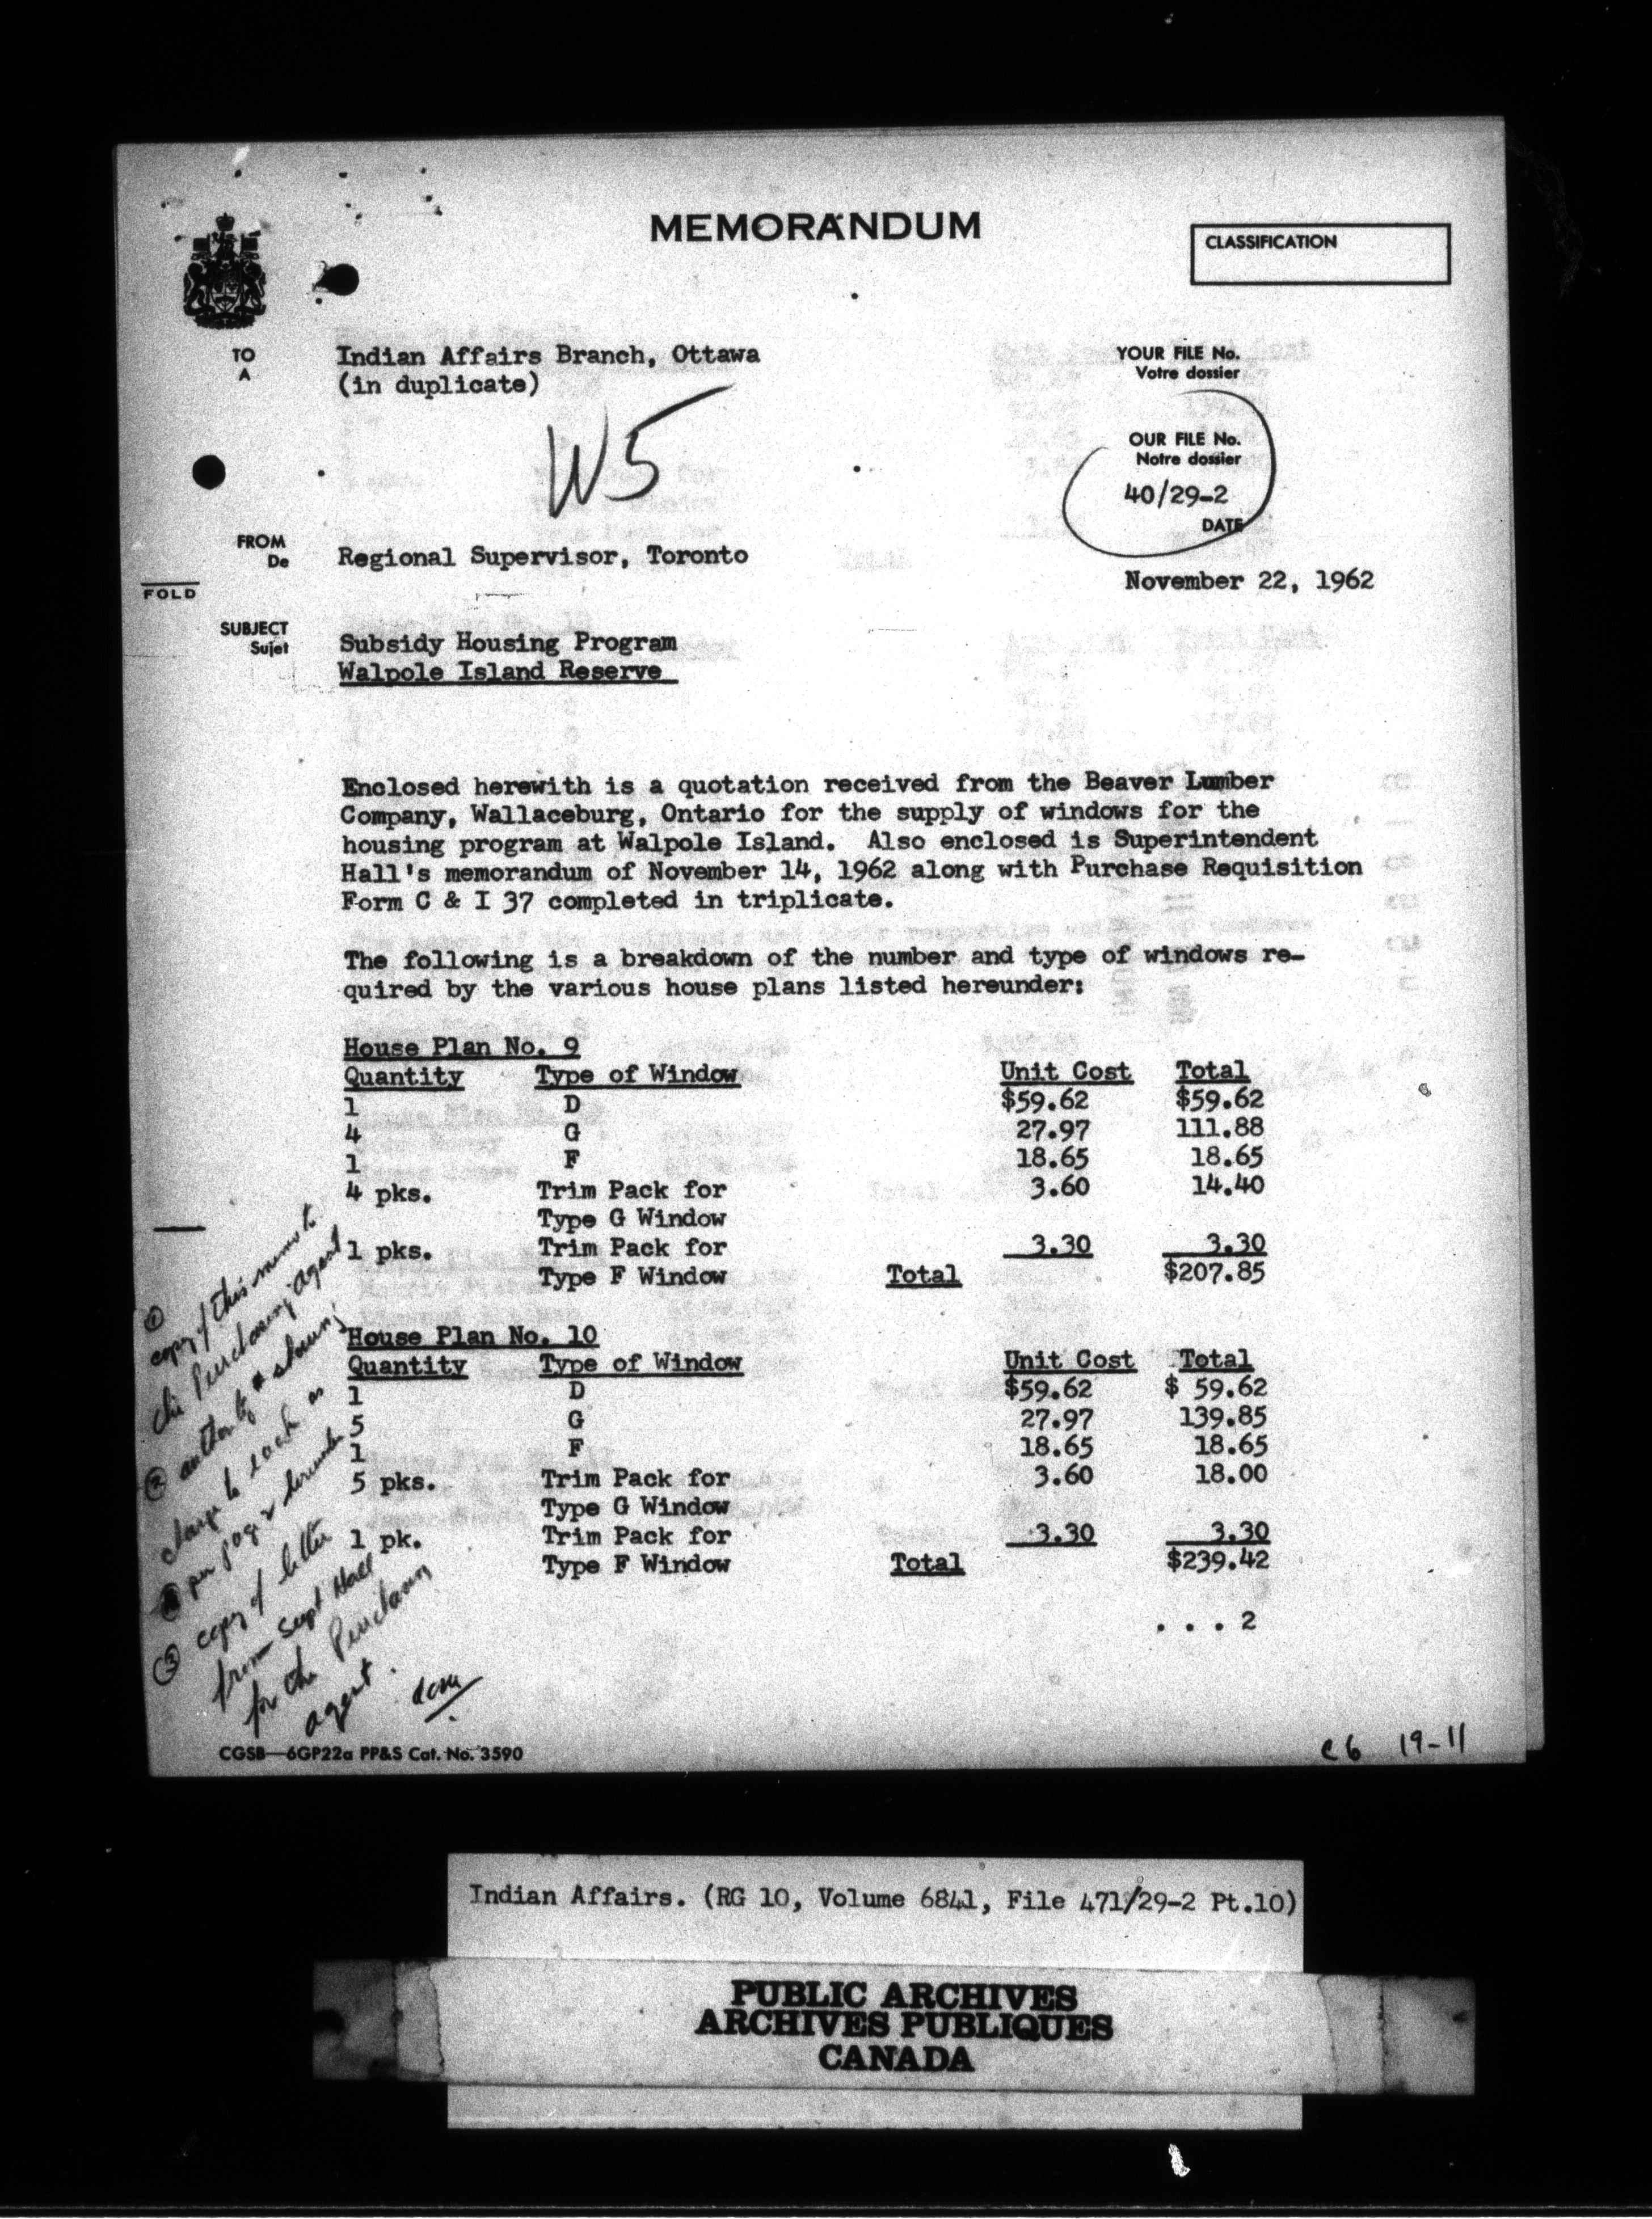 MEMORANDUM
CLASSIFICATION
TO
A
Indian Affairs Branch, Ottawa
(in duplicate)
YOUR FILE No.
Votre dossier
W5
OUR FILE No.
Notre dossier
40/29-2
DATE
FROM
De
Regional Supervisor, Toronto
November 22, 1962
FOLD
SUBJECT
Sujet
Subsidy Housing Program
Walpole Island Reserve
Enclosed herewith is a quotation received from the Beaver Lumber
Company, Wallaceburg, Ontario for the supply of windows for the
housing program at Walpole Island. Also enclosed is Superintendent
Hall's memorandum of November 14, 1962 along with Purchase Requisition
Form C & I 37 completed in triplicate.
The following is a breakdown of the number and type of windows re-
quired by the various house plans listed hereunder:
House Plan No. 9
Quantity Type of Window Unit Cost Total
1 D $59.62 $59.62
4 G 27.97 111.88
1 F 18.65 18.65
4 pks. Trim Pack for 3.60 14.40
Type G Window
1 pks. Trim Pack for 3.30 3.30
Type F Window Total $207.85
House Plan No. 10
Quantity Type of Window Unit Cost Total
1 D $59.62 $ 59.62
5 G 27.97 139.85
1 F 18.65 18.65
5 pks. Trim Pack for 3.60 18.00
Type G Window
1 pk. Trim Pack for 3.30 3.30
Type F Window Total $239.42
. . . 2
① copy of this memo to
Purchasing Agent
② authority
charge to each as
per page 2
③ copy of letter
from Supt Hall
for the Purchasing
agent.
CGSB—6GP22a PP&S Cat. No. 3590
c6 19-11
Indian Affairs. (RG 10, Volume 6841, File 471/29-2 Pt.10)
PUBLIC ARCHIVES
ARCHIVES PUBLIQUES
CANADA